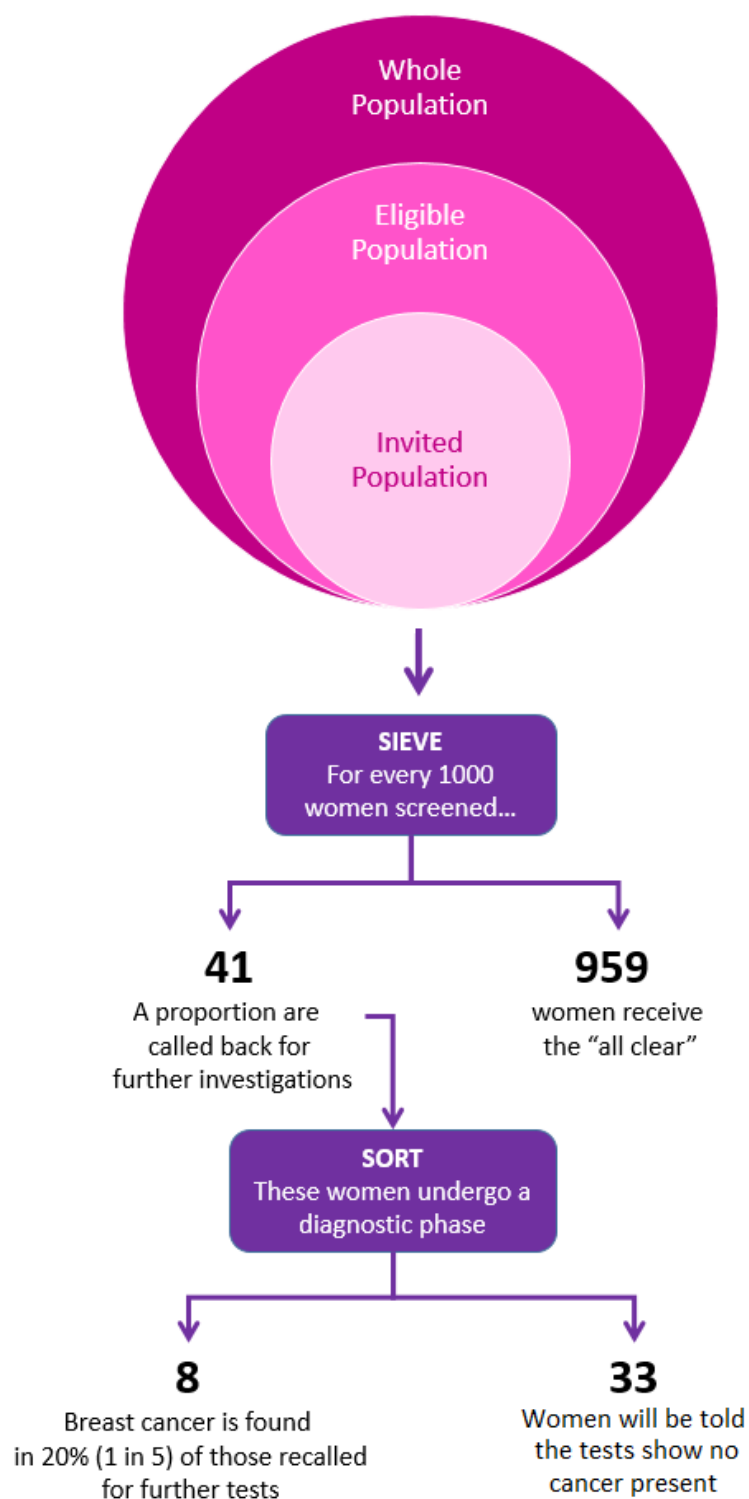 Whole
Population
Eligible
Population
Invited
Population
SIEVE
For every 1000
women screened...
41
A proportion are
called back for
further investigations
959
women receive
the “all clear”
SORT
These women undergo a
diagnostic phase
8
Breast cancer is found
in 20% (1 in 5) of those recalled
for further tests
33
Women will be told
the tests show no
cancer present